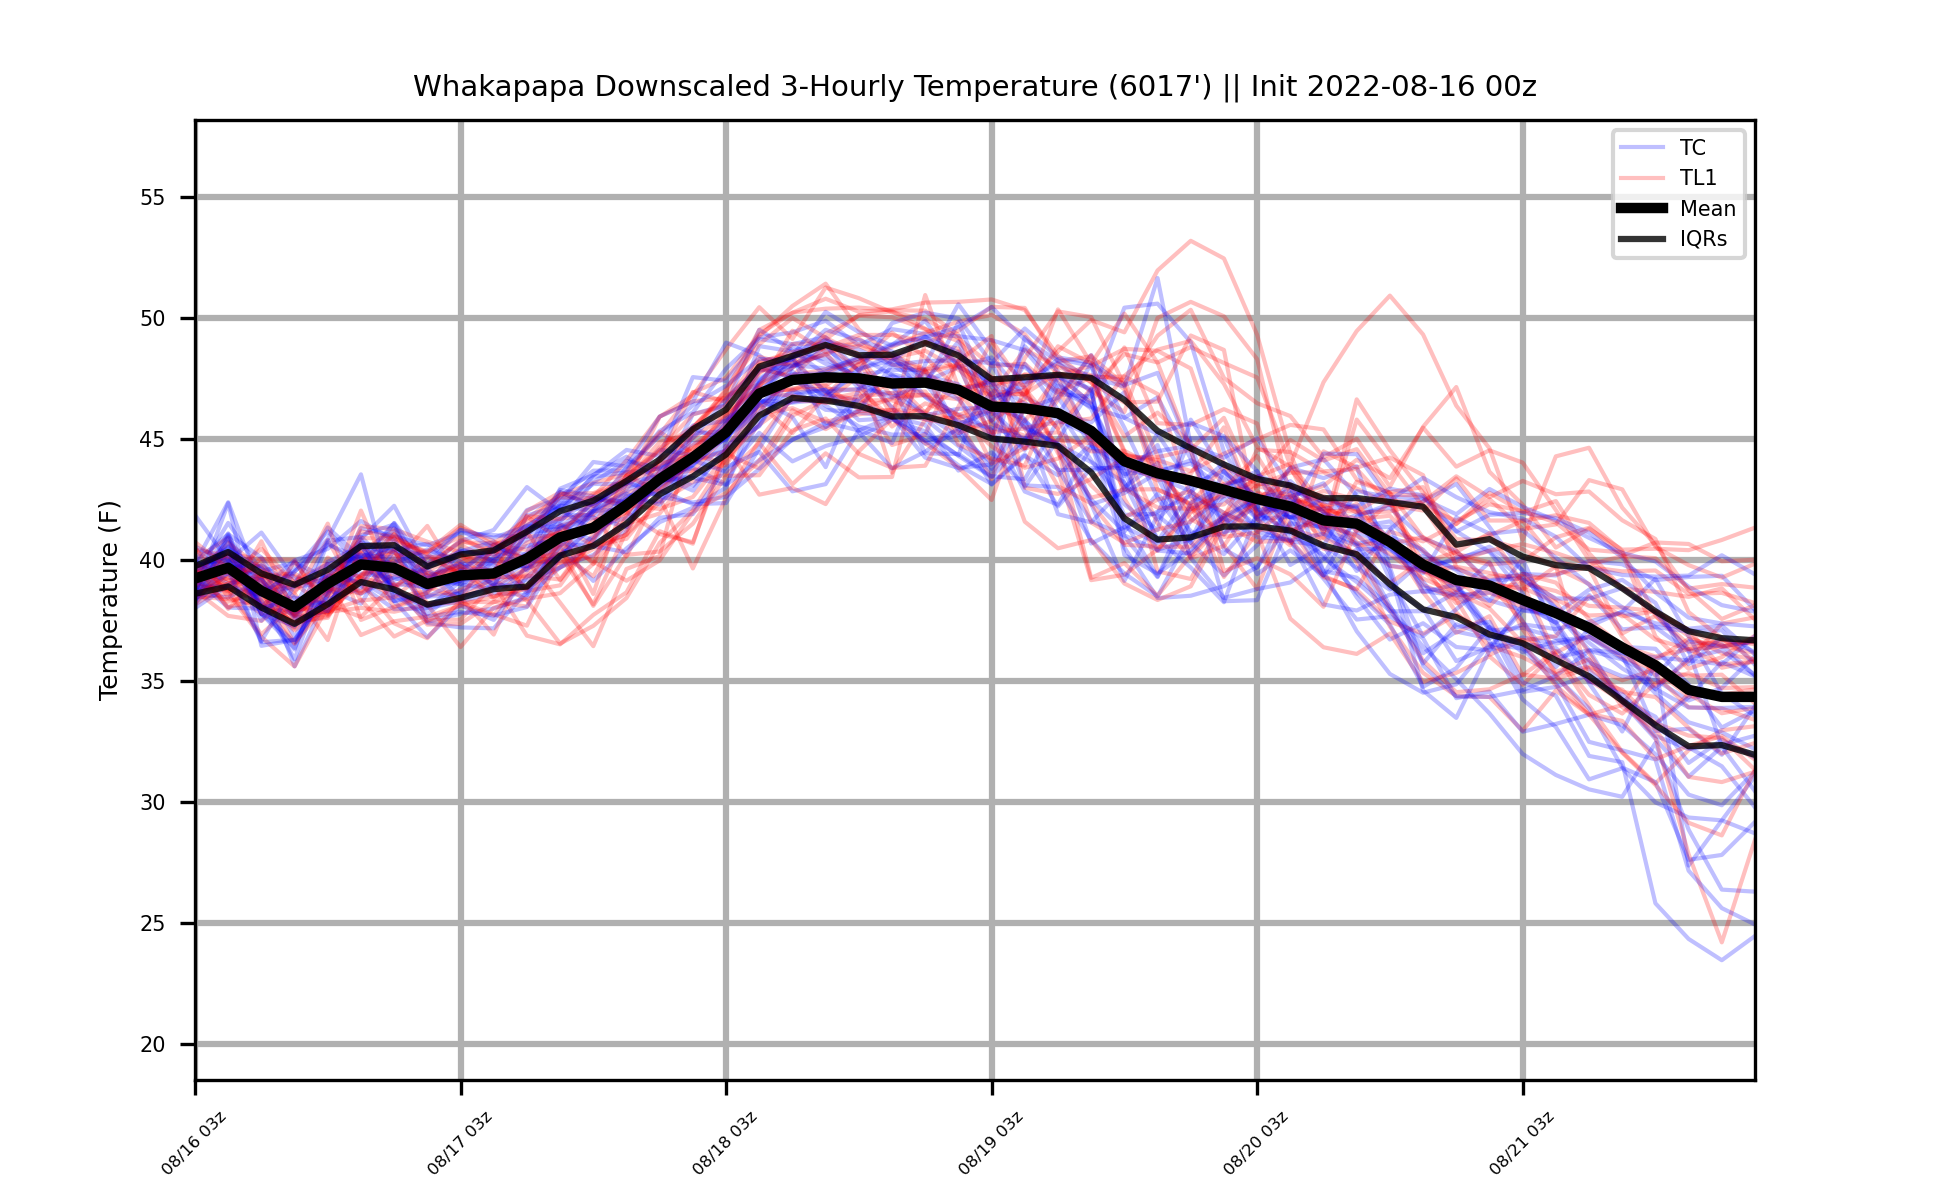 Whakapapa Downscaled 3-Hourly Temperature (6017') || Init 2022-08-16 00z
TC
TL1
Mean
IQRs
Temperature (F)
55
50
45
40
35
30
25
20
08/16 03z
08/17 03z
08/18 03z
08/19 03z
08/20 03z
08/21 03z